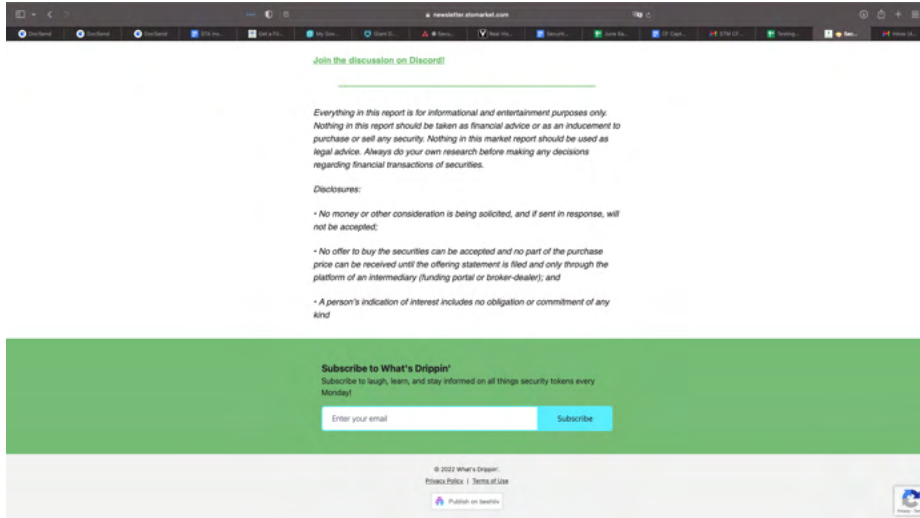 newsletter.stomarket.com
DocSend DocSend DocSend
Join the discussion on Discord!
Everything in this report is for informational and entertainment purposes only.
Nothing in this report should be taken as financial advice or as an inducement to
purchase or sell any security. Nothing in this market report should be used as
legal advice. Always do your own research before making any decisions
regarding financial transactions of securities.
Disclosures:
• No money or other consideration is being solicited, and if sent in response, will
not be accepted;
• No offer to buy the securities can be accepted and no part of the purchase
price can be received until the offering statement is filed and only through the
platform of an intermediary (funding portal or broker-dealer); and
• A person's indication of interest includes no obligation or commitment of any
kind
Subscribe to What's Drippin'
Subscribe to laugh, learn, and stay informed on all things security tokens every
Monday!
Enter your email Subscribe
© 2022 What's Drippin'.
Privacy Policy | Terms of Use
Publish on beehiiv